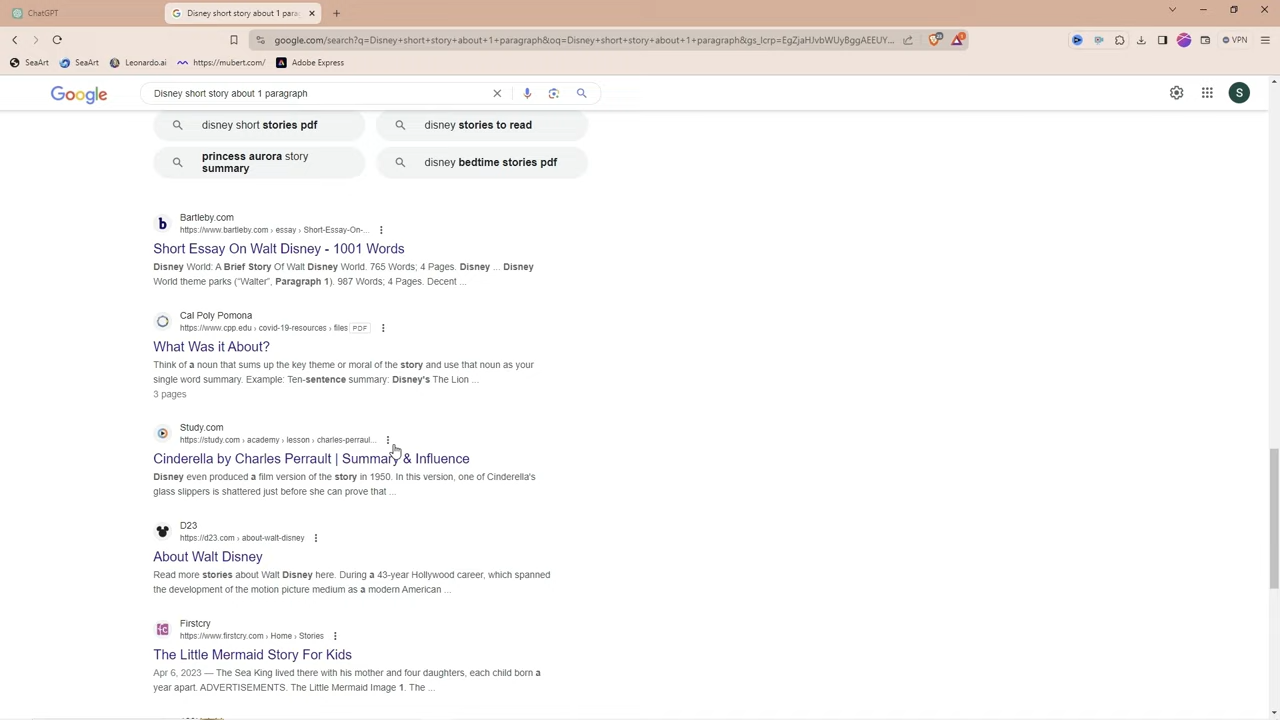 ChatGPT
Disney short story about 1 parag
google.com/search?q=Disney+short+story+about+1+paragraph&oq=Disney+short+story+about+1+paragraph&gs_lcrp=EgZjaHJvbWUyBggAEEUY...
VPN
SeaArt
SeaArt
Leonardo.ai
https://mubert.com/
Adobe Express
Google
Disney short story about 1 paragraph
S
disney short stories pdf
disney stories to read
princess aurora story
summary
disney bedtime stories pdf
b
Bartleby.com
https://www.bartleby.com › essay › Short-Essay-On-...
Short Essay On Walt Disney - 1001 Words
Disney World: A Brief Story Of Walt Disney World. 765 Words; 4 Pages. Disney ... Disney
World theme parks ("Walter", Paragraph 1). 987 Words; 4 Pages. Decent ...
Cal Poly Pomona
https://www.cpp.edu › covid-19-resources › files PDF
What Was it About?
Think of a noun that sums up the key theme or moral of the story and use that noun as your
single word summary. Example: Ten-sentence summary: Disney's The Lion ...
3 pages
Study.com
https://study.com › academy › lesson › charles-perraul...
Cinderella by Charles Perrault | Summary & Influence
Disney even produced a film version of the story in 1950. In this version, one of Cinderella's
glass slippers is shattered just before she can prove that ...
D23
https://d23.com › about-walt-disney
About Walt Disney
Read more stories about Walt Disney here. During a 43-year Hollywood career, which spanned
the development of the motion picture medium as a modern American ...
fc
Firstcry
https://www.firstcry.com › Home › Stories
The Little Mermaid Story For Kids
Apr 6, 2023 — The Sea King lived there with his mother and four daughters, each child born a
year apart. ADVERTISEMENTS. The Little Mermaid Image 1. The ...